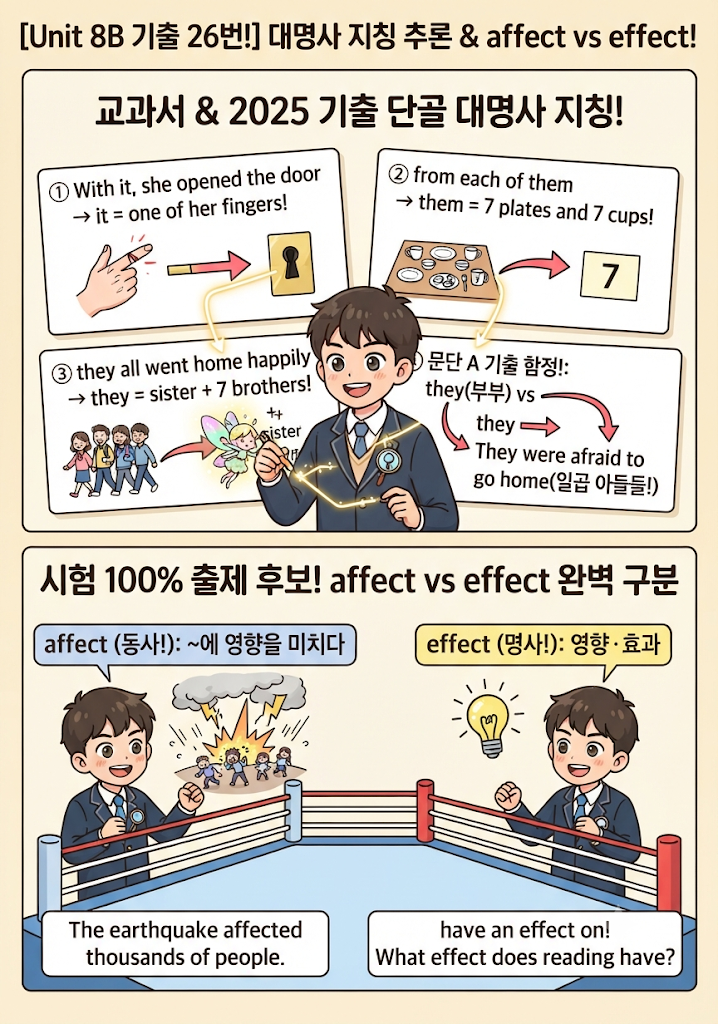 [Unit 8B 기출 26번!] 대명사 지칭 추론 & affect vs effect!
교과서 & 2025 기출 단골 대명사 지칭!
① With it, she opened the door
→ it = one of her fingers!
② from each of them
→ them = 7 plates and 7 cups!
7
③ they all went home happily
→ they = sister + 7 brothers!
문단 A 기출 함정!:
they(부부) vs
they
They were afraid to
go home(일곱 아들들!)
시험 100% 출제 후보! affect vs effect 완벽 구분
affect (동사!): ~에 영향을 미치다
effect (명사!): 영향·효과
The earthquake affected
thousands of people.
have an effect on!
What effect does reading have?